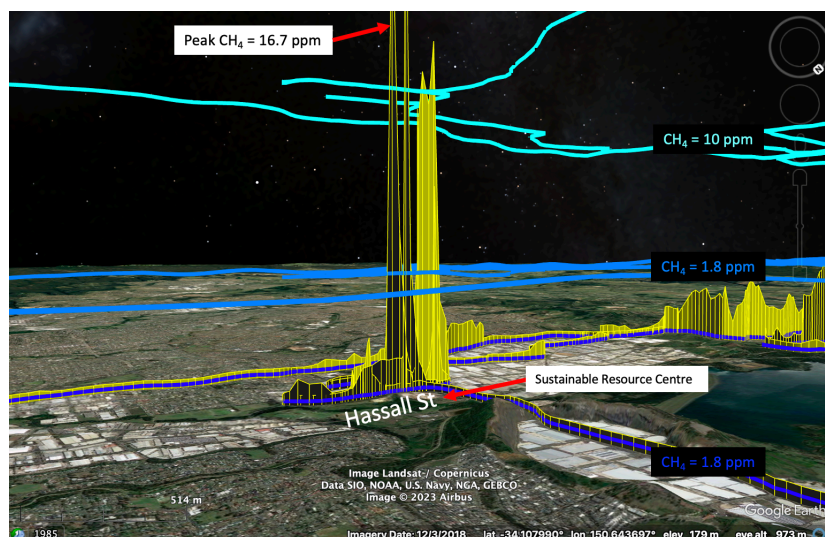 Peak CH₄ = 16.7 ppm
CH₄ = 10 ppm
CH₄ = 1.8 ppm
Sustainable Resource Centre
Hassall St
CH₄ = 1.8 ppm
Image Landsat / Copernicus
Data SIO, NOAA, U.S. Navy, NGA, GEBCO
Image © 2023 Airbus
514 m
Google Earth
1985
Imagery Date: 12/3/2018 lat -34.107990° lon 150.643697° elev 179 m eye alt 973 m